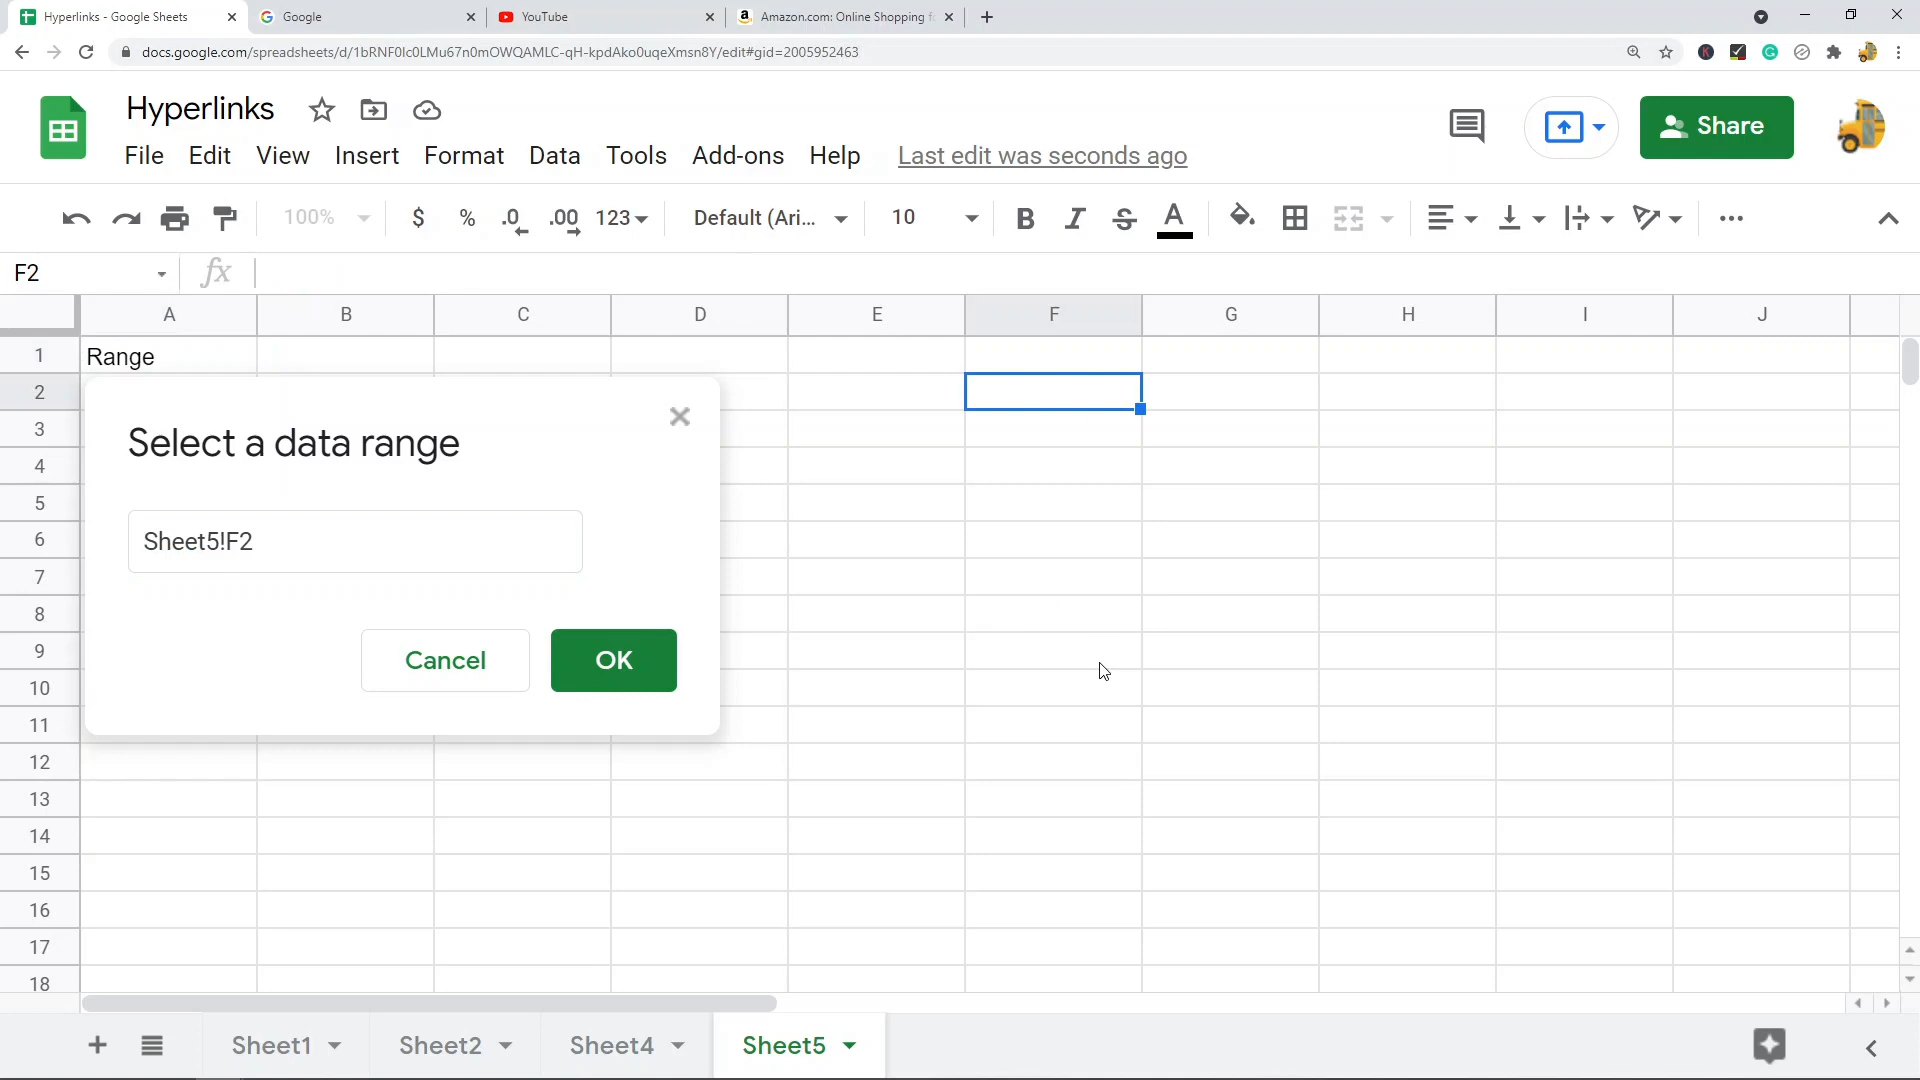 Hyperlinks - Google Sheets
Google
YouTube
Amazon.com: Online Shopping f
docs.google.com/spreadsheets/d/1bRNF0Ic0LMu67n0mOWQAMLC-qH-kpdAko0uqeXmsn8Y/edit#gid=2005952463
Hyperlinks
Share
File Edit View Insert Format Data Tools Add-ons Help Last edit was seconds ago
100% $ % .0 .00 123 Default (Ari... 10 B I S A
F2 fx
A B C D E F G H I J
1 Range
2
3
4
5
6
7
8
9
10
11
12
13
14
15
16
17
18
Select a data range
Sheet5!F2
Cancel OK
Sheet1 Sheet2 Sheet4 Sheet5